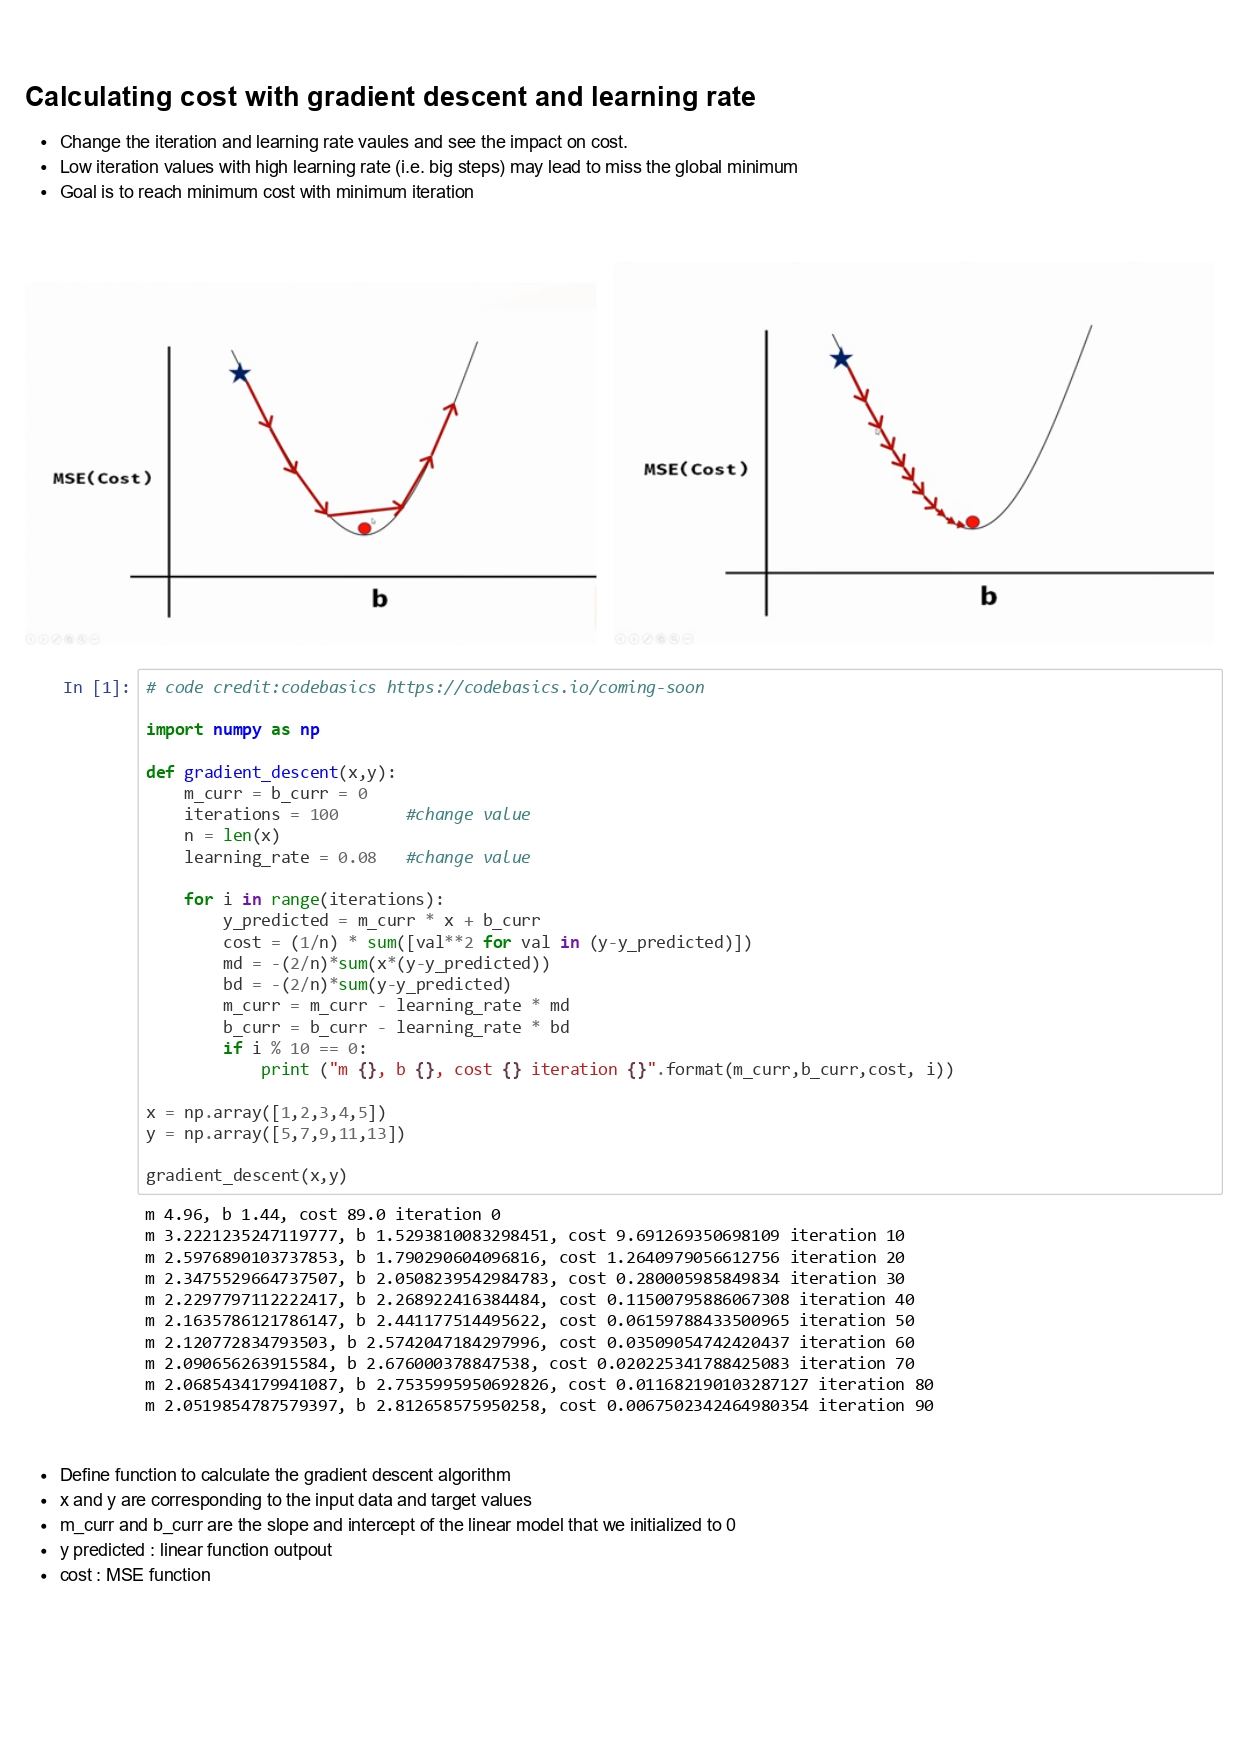 Calculating cost with gradient descent and learning rate
• Change the iteration and learning rate vaules and see the impact on cost.
• Low iteration values with high learning rate (i.e. big steps) may lead to miss the global minimum
• Goal is to reach minimum cost with minimum iteration
MSE(Cost)
b
MSE(Cost)
b
In [1]:
# code credit:codebasics https://codebasics.io/coming-soon
import numpy as np
def gradient_descent(x,y):
    m_curr = b_curr = 0
    iterations = 100       #change value
    n = len(x)
    learning_rate = 0.08   #change value
    for i in range(iterations):
        y_predicted = m_curr * x + b_curr
        cost = (1/n) * sum([val**2 for val in (y-y_predicted)])
        md = -(2/n)*sum(x*(y-y_predicted))
        bd = -(2/n)*sum(y-y_predicted)
        m_curr = m_curr - learning_rate * md
        b_curr = b_curr - learning_rate * bd
        if i % 10 == 0:
            print ("m {}, b {}, cost {} iteration {}".format(m_curr,b_curr,cost, i))
x = np.array([1,2,3,4,5])
y = np.array([5,7,9,11,13])
gradient_descent(x,y)
m 4.96, b 1.44, cost 89.0 iteration 0
m 3.2221235247119777, b 1.5293810083298451, cost 9.691269350698109 iteration 10
m 2.5976890103737853, b 1.790290604096816, cost 1.2640979056612756 iteration 20
m 2.3475529664737507, b 2.0508239542984783, cost 0.280005985849834 iteration 30
m 2.2297797112222417, b 2.268922416384484, cost 0.11500795886067308 iteration 40
m 2.1635786121786147, b 2.441177514495622, cost 0.06159788433500965 iteration 50
m 2.120772834793503, b 2.5742047184297996, cost 0.03509054742420437 iteration 60
m 2.090656263915584, b 2.676000378847538, cost 0.020225341788425083 iteration 70
m 2.0685434179941087, b 2.7535995950692826, cost 0.011682190103287127 iteration 80
m 2.0519854787579397, b 2.812658575950258, cost 0.0067502342464980354 iteration 90
• Define function to calculate the gradient descent algorithm
• x and y are corresponding to the input data and target values
• m_curr and b_curr are the slope and intercept of the linear model that we initialized to 0
• y predicted : linear function outpout
• cost : MSE function